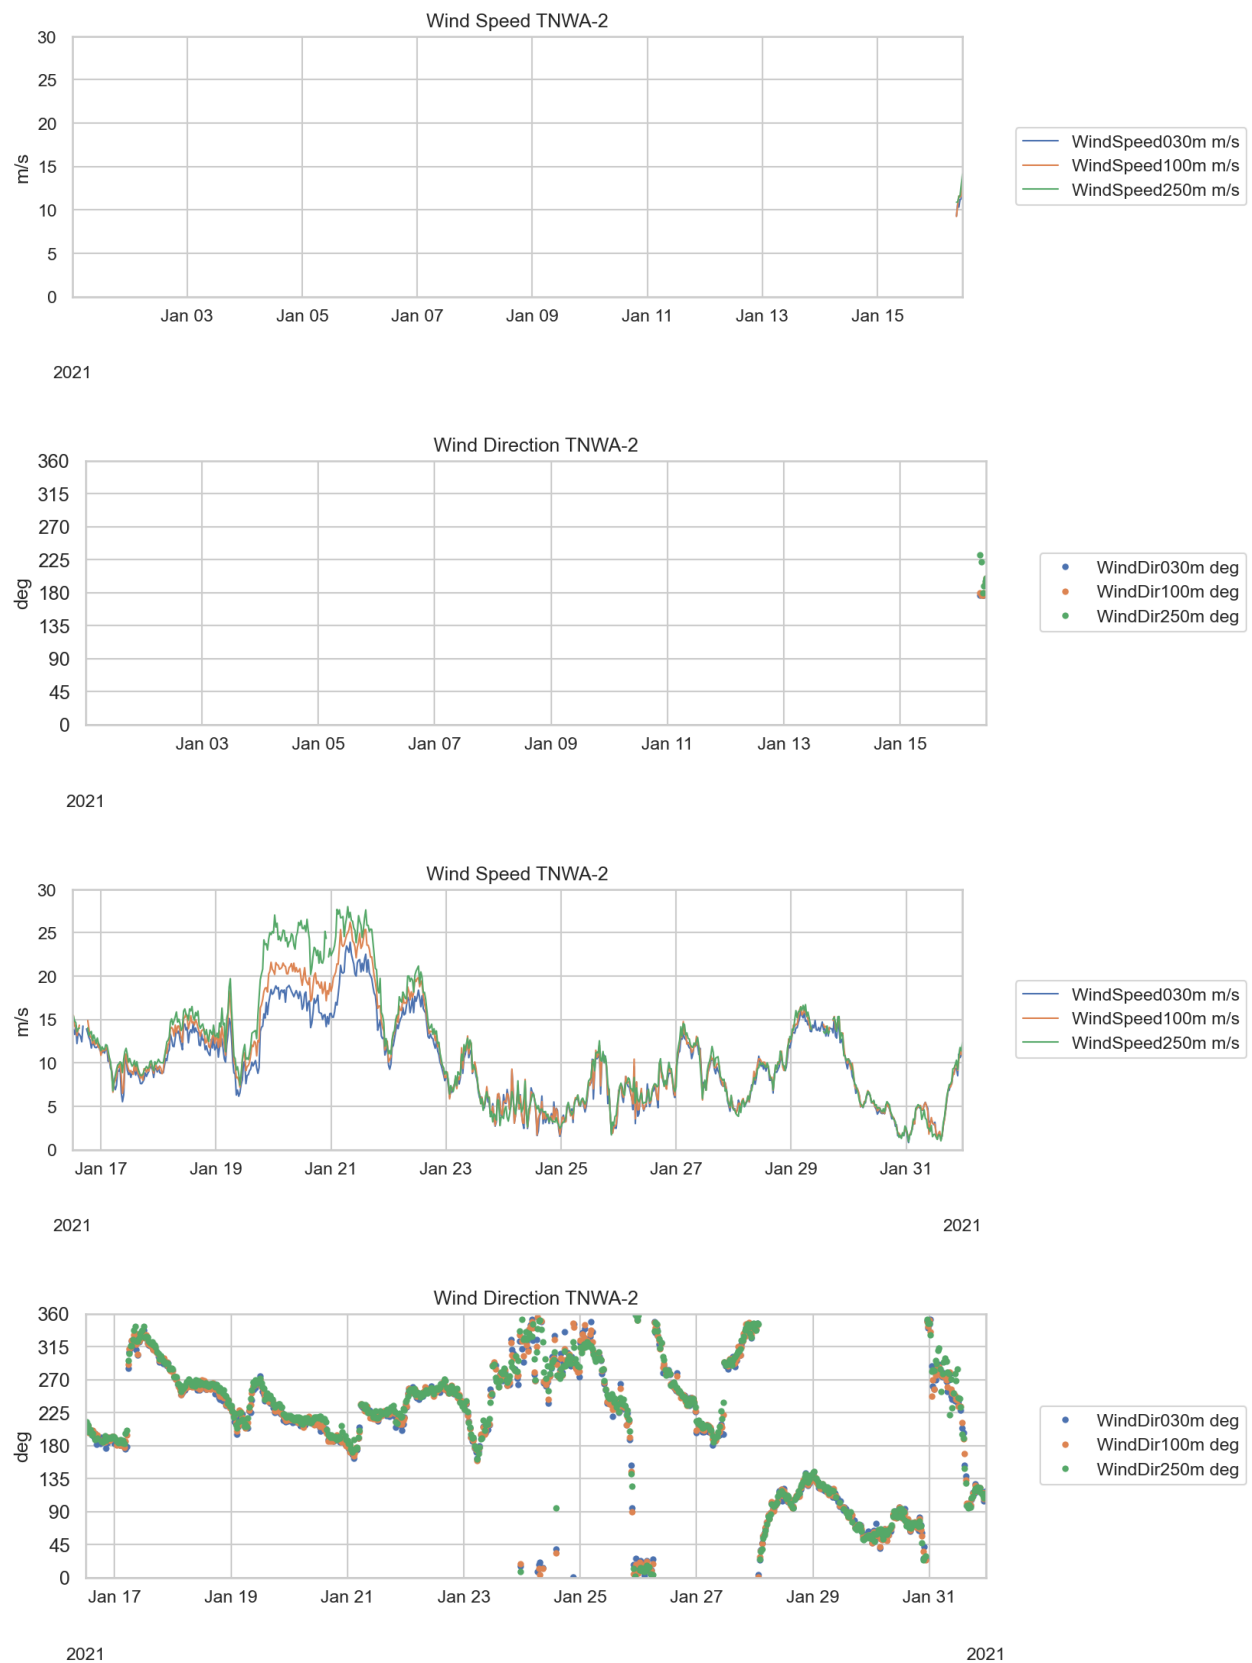 Wind Speed TNWA-2
30
25
20
15
10
5
0
m/s
Jan 03 Jan 05 Jan 07 Jan 09 Jan 11 Jan 13 Jan 15
2021
WindSpeed030m m/s
WindSpeed100m m/s
WindSpeed250m m/s
Wind Direction TNWA-2
360
315
270
225
180
135
90
45
0
deg
Jan 03 Jan 05 Jan 07 Jan 09 Jan 11 Jan 13 Jan 15
2021
WindDir030m deg
WindDir100m deg
WindDir250m deg
Wind Speed TNWA-2
30
25
20
15
10
5
0
m/s
Jan 17 Jan 19 Jan 21 Jan 23 Jan 25 Jan 27 Jan 29 Jan 31
2021 2021
WindSpeed030m m/s
WindSpeed100m m/s
WindSpeed250m m/s
Wind Direction TNWA-2
360
315
270
225
180
135
90
45
0
deg
Jan 17 Jan 19 Jan 21 Jan 23 Jan 25 Jan 27 Jan 29 Jan 31
2021 2021
WindDir030m deg
WindDir100m deg
WindDir250m deg